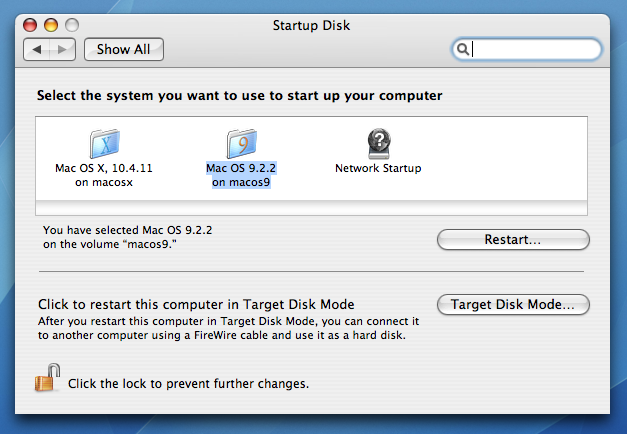 Startup Disk
Show All
Select the system you want to use to start up your computer
X
9
?
Mac OS X, 10.4.11
on macosx
Mac OS 9.2.2
on macos9
Network Startup
You have selected Mac OS 9.2.2
on the volume “macos9.”
Restart...
Click to restart this computer in Target Disk Mode
Target Disk Mode...
After you restart this computer in Target Disk Mode, you can connect it
to another computer using a FireWire cable and use it as a hard disk.
Click the lock to prevent further changes.